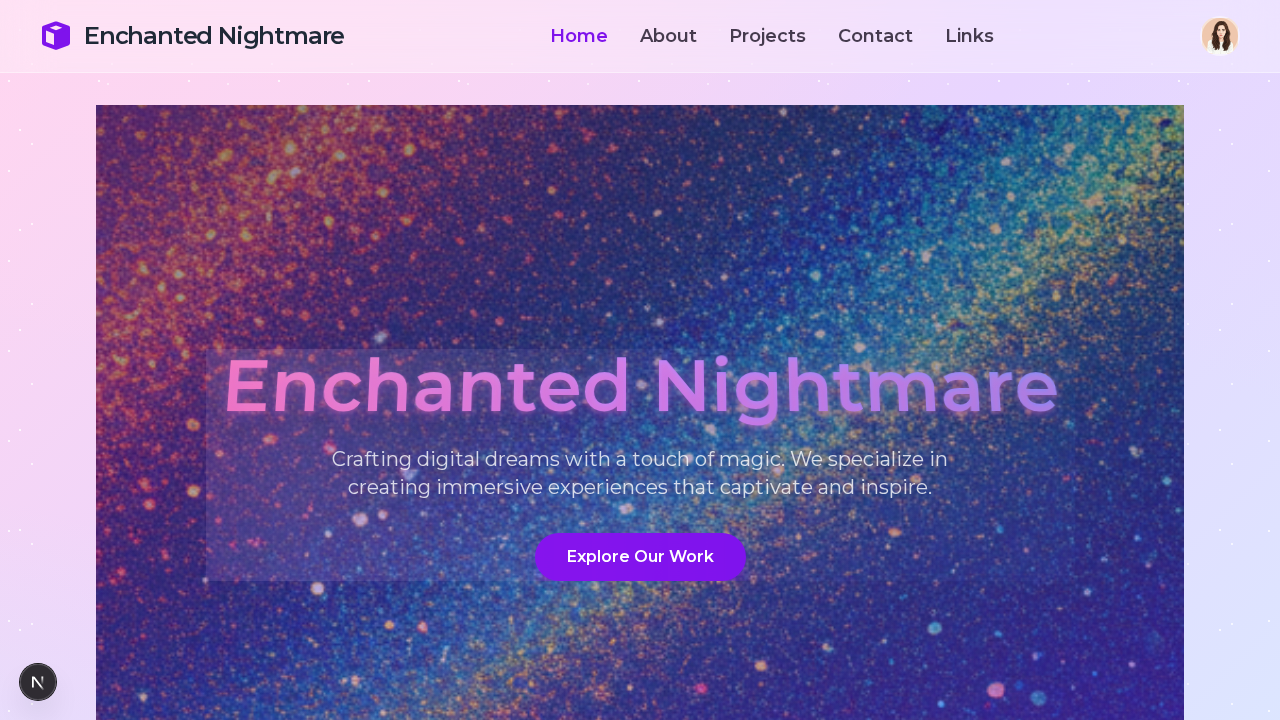 Enchanted Nightmare
Home
About
Projects
Contact
Links
Enchanted Nightmare
Crafting digital dreams with a touch of magic. We specialize in
creating immersive experiences that captivate and inspire.
Explore Our Work
N